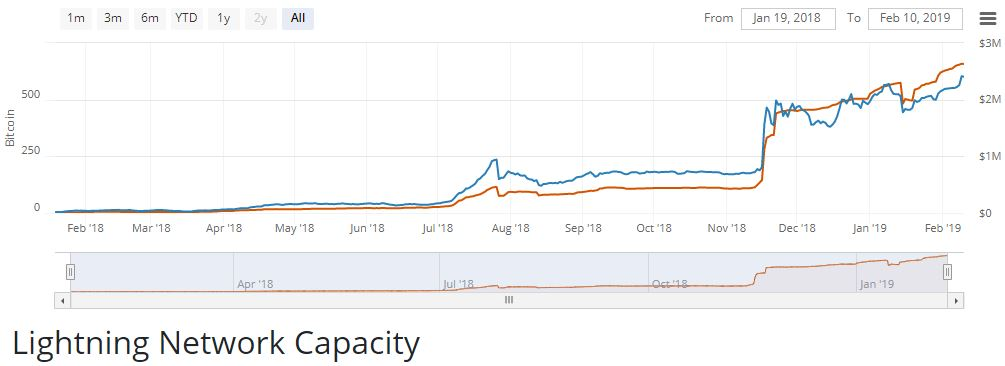 1m 3m 6m YTD 1y 2y All From Jan 19, 2018 To Feb 10, 2019
$3M
500 $2M
Bitcoin
250 $1M
0 $0
Feb '18 Mar '18 Apr '18 May '18 Jun '18 Jul '18 Aug '18 Sep '18 Oct '18 Nov '18 Dec '18 Jan '19 Feb '19
Apr '18 Jul '18 Oct '18 Jan '19
Lightning Network Capacity